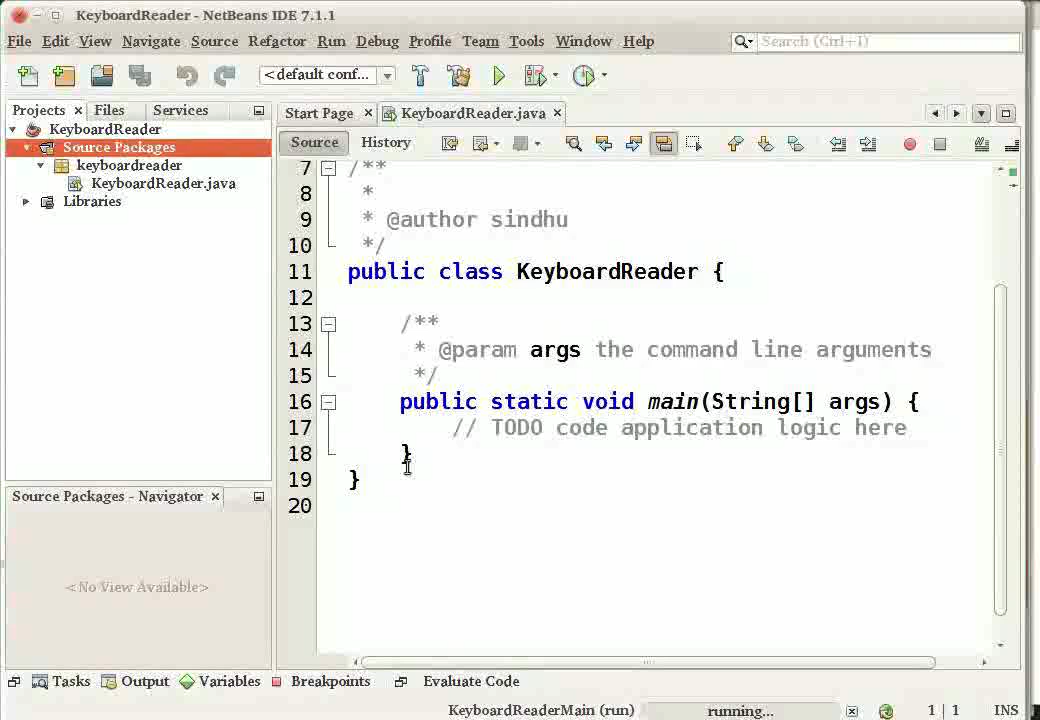 KeyboardReader - NetBeans IDE 7.1.1
File Edit View Navigate Source Refactor Run Debug Profile Team Tools Window Help
Search (Ctrl+I)
<default conf...
Projects Files Services
Start Page KeyboardReader.java
KeyboardReader
Source Packages
keyboardreader
KeyboardReader.java
Libraries
Source History
7 /**
8 *
9 * @author sindhu
10 */
11 public class KeyboardReader {
12
13 /**
14 * @param args the command line arguments
15 */
16 public static void main(String[] args) {
17 // TODO code application logic here
18 }
19 }
20
Source Packages - Navigator
<No View Available>
Tasks Output Variables Breakpoints Evaluate Code
KeyboardReaderMain (run) running... 1 | 1 INS